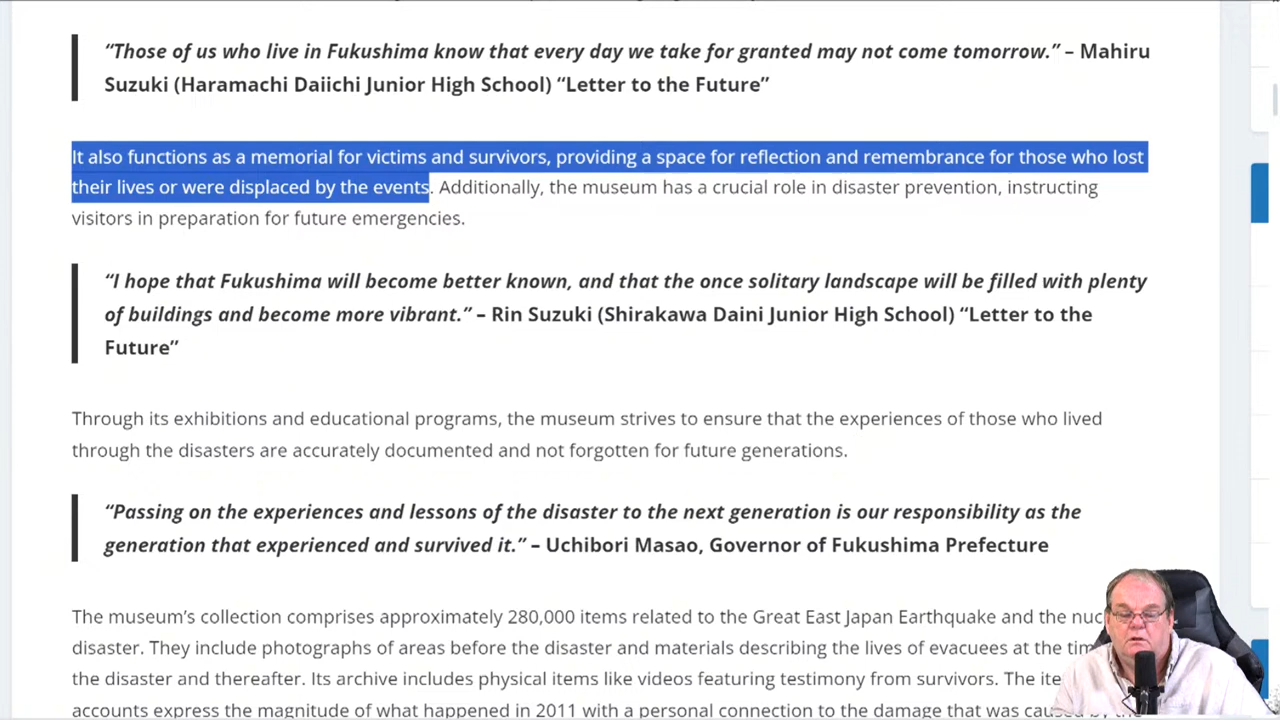 “Those of us who live in Fukushima know that every day we take for granted may not come tomorrow.” – Mahiru
Suzuki (Haramachi Daiichi Junior High School) “Letter to the Future”
It also functions as a memorial for victims and survivors, providing a space for reflection and remembrance for those who lost
their lives or were displaced by the events. Additionally, the museum has a crucial role in disaster prevention, instructing
visitors in preparation for future emergencies.
“I hope that Fukushima will become better known, and that the once solitary landscape will be filled with plenty
of buildings and become more vibrant.” – Rin Suzuki (Shirakawa Daini Junior High School) “Letter to the
Future”
Through its exhibitions and educational programs, the museum strives to ensure that the experiences of those who lived
through the disasters are accurately documented and not forgotten for future generations.
“Passing on the experiences and lessons of the disaster to the next generation is our responsibility as the
generation that experienced and survived it.” – Uchibori Masao, Governor of Fukushima Prefecture
The museum’s collection comprises approximately 280,000 items related to the Great East Japan Earthquake and the
disaster. They include photographs of areas before the disaster and materials describing the lives of evacuees at the
the disaster and thereafter. Its archive includes physical items like videos featuring testimony from survivors. The
accounts express the magnitude of what happened in 2011 with a personal connection to the damage that was